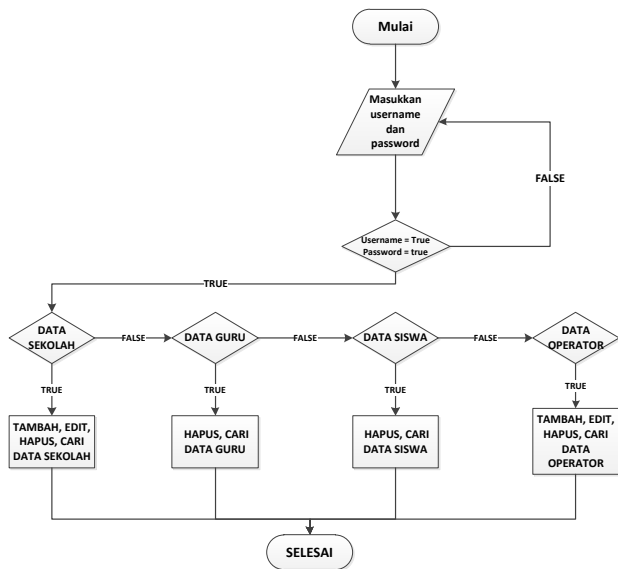 Mulai
Masukkan
username
dan
password
FALSE
Username = True
Password = true
TRUE
DATA
SEKOLAH
FALSE
DATA GURU
FALSE
DATA SISWA
FALSE
DATA
OPERATOR
TRUE
TRUE
TRUE
TRUE
TAMBAH, EDIT,
HAPUS, CARI
DATA SEKOLAH
HAPUS, CARI
DATA GURU
HAPUS, CARI
DATA SISWA
TAMBAH, EDIT,
HAPUS, CARI
DATA
OPERATOR
SELESAI